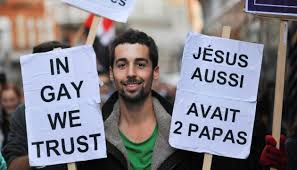 IN
GAY
WE
TRUST
JÉSUS
AUSSI
AVAIT
2 PAPAS